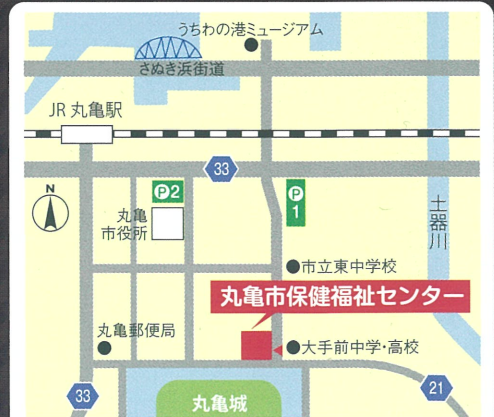 うちわの港ミュージアム
さぬき浜街道
JR 丸亀駅
33
N
P2
P
1
丸亀
市役所
土器川
市立東中学校
丸亀市保健福祉センター
丸亀郵便局
大手前中学・高校
33
21
丸亀城